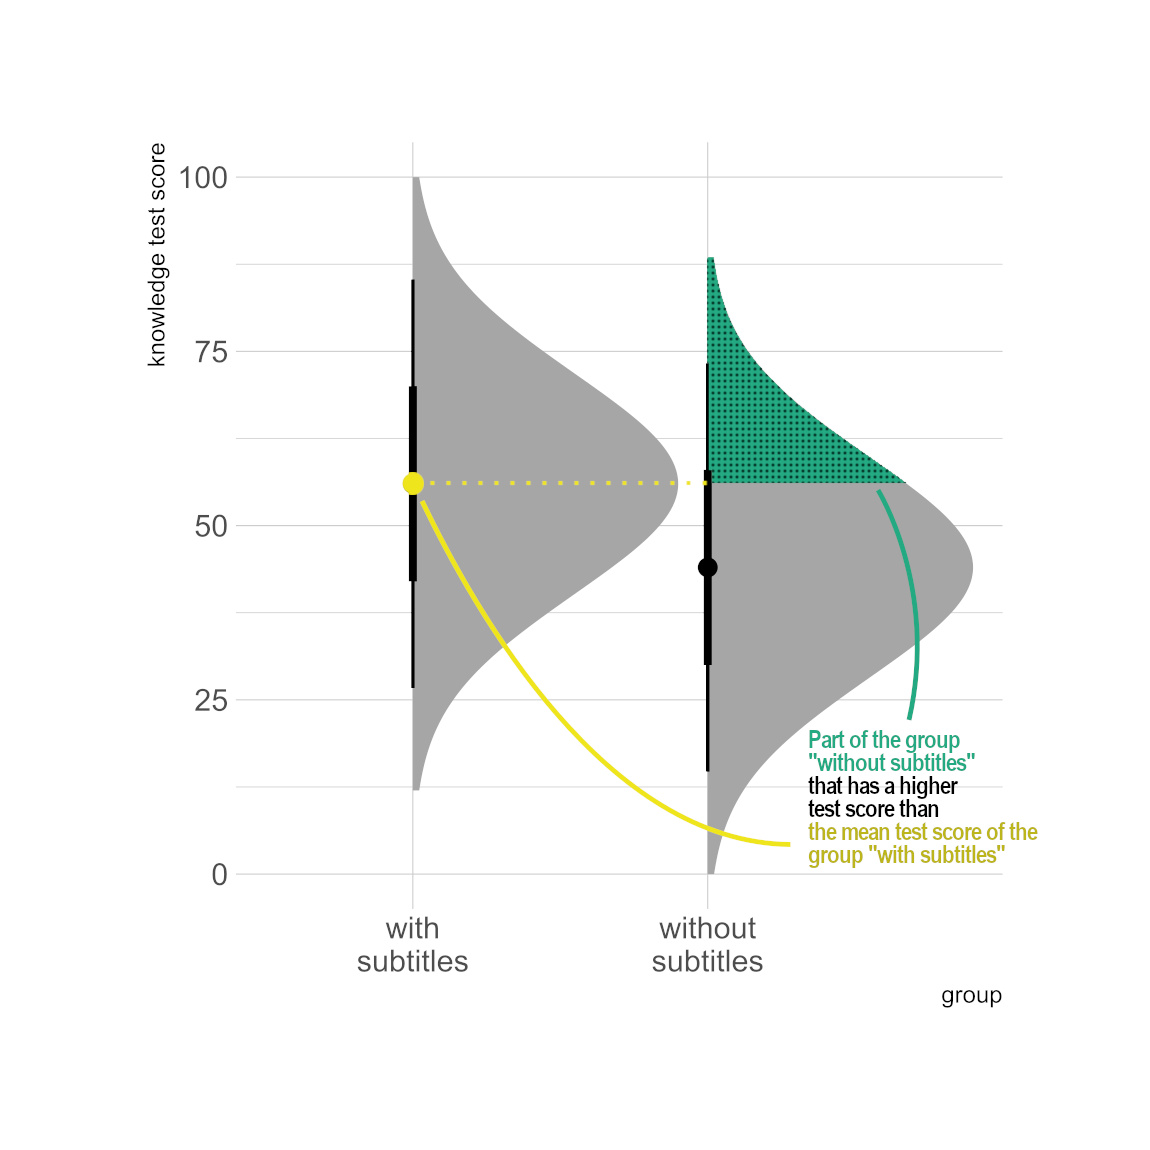 knowledge test score
100
75
50
25
0
Part of the group
"without subtitles"
that has a higher
test score than
the mean test score of the
group "with subtitles"
with
subtitles
without
subtitles
group